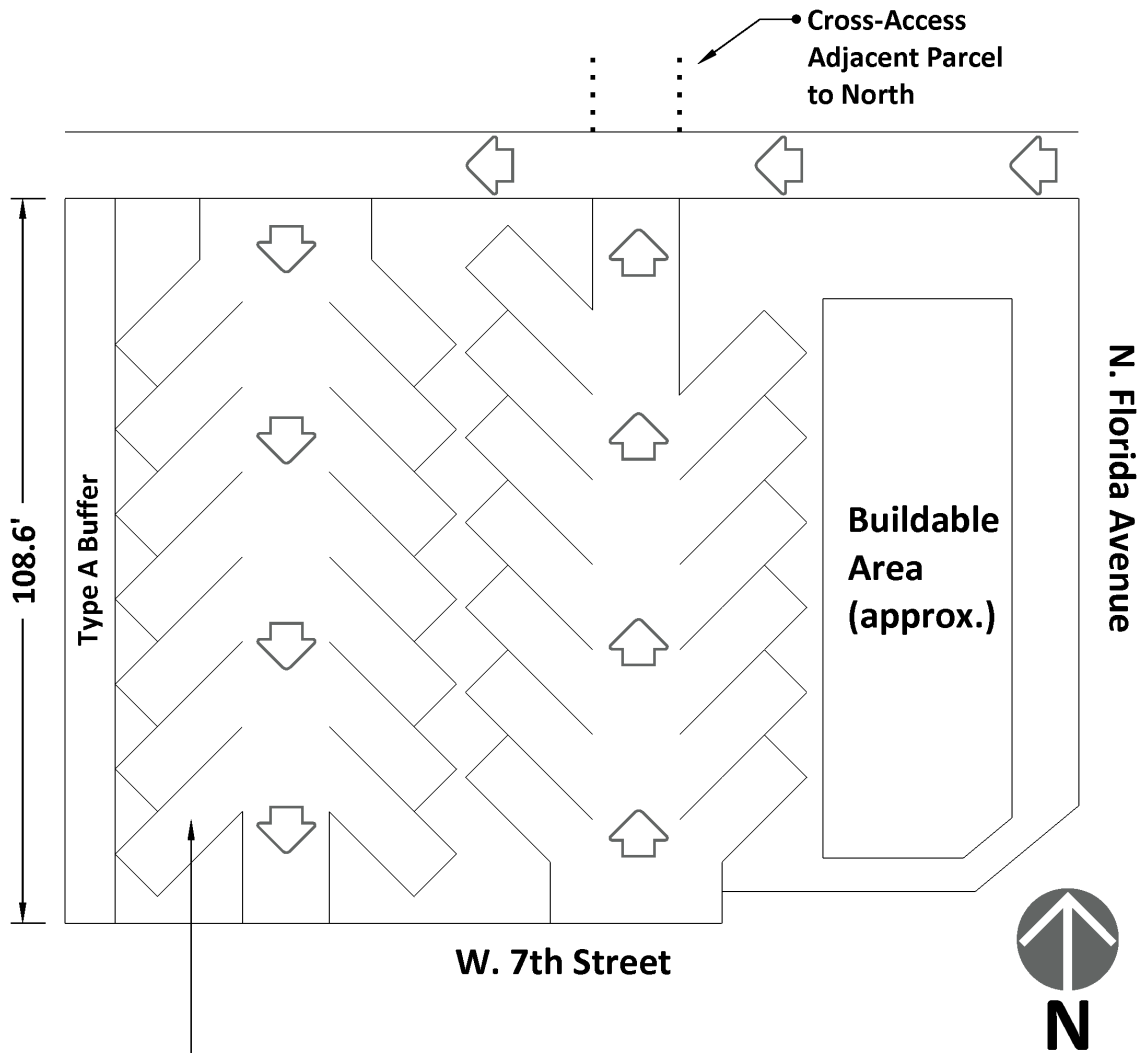 Cross-Access
Adjacent Parcel
to North
N. Florida Avenue
108.6'
Type A Buffer
Buildable
Area
(approx.)
W. 7th Street
N